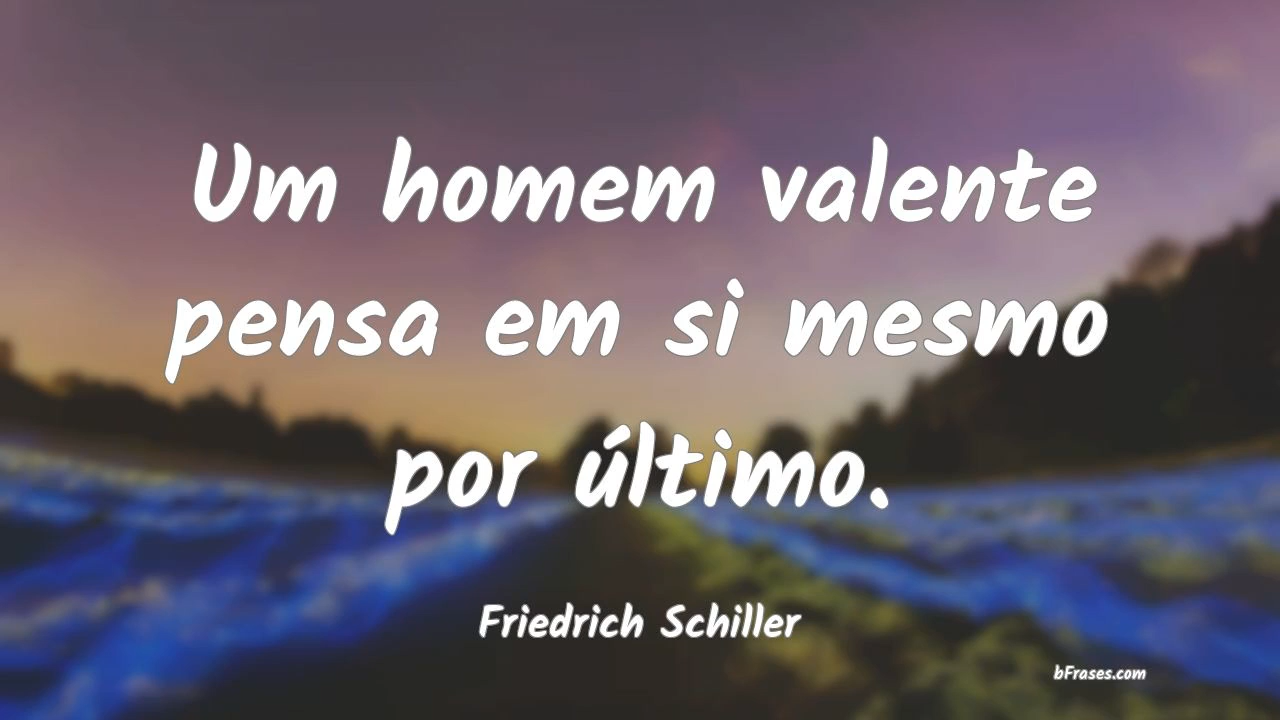 Um homem valente
pensa em si mesmo
por último.
Friedrich Schiller
bFrases.com